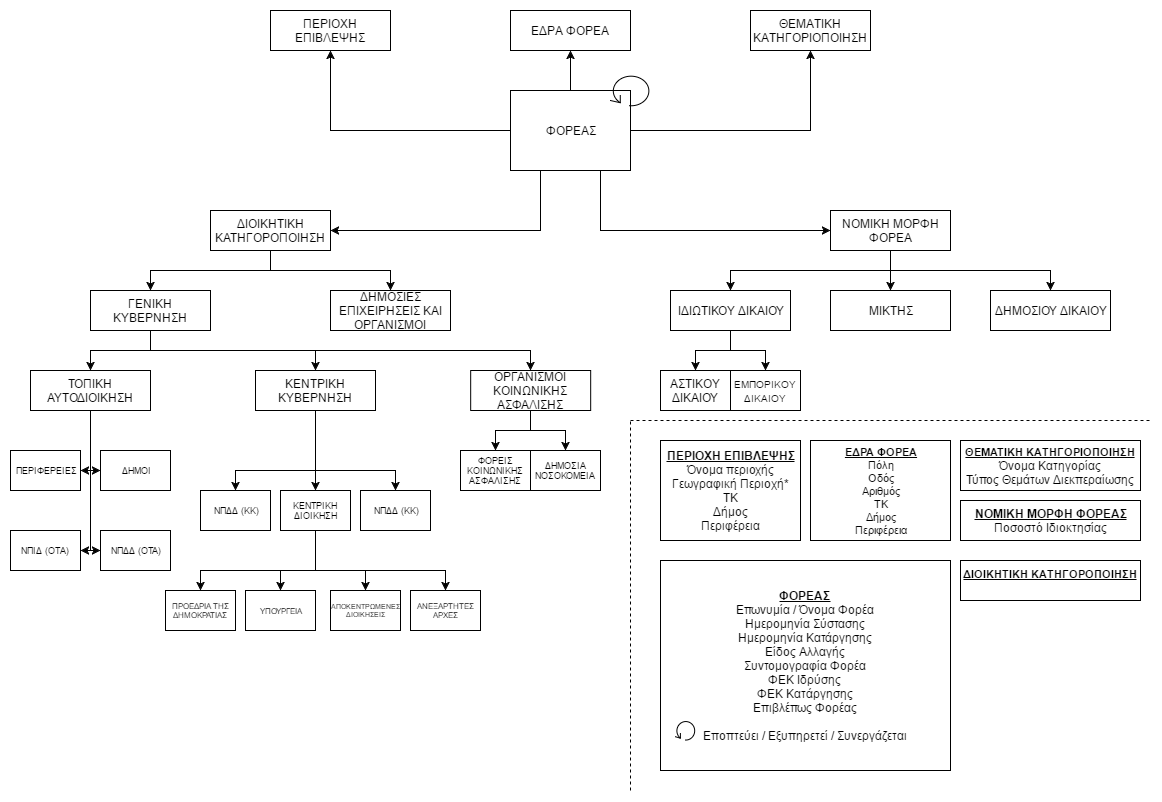 ΠΕΡΙΟΧΗ
ΕΠΙΒΛΕΨΗΣ
ΕΔΡΑ ΦΟΡΕΑ
ΘΕΜΑΤΙΚΗ
ΚΑΤΗΓΟΡΙΟΠΟΙΗΣΗ
ΦΟΡΕΑΣ
ΔΙΟΙΚΗΤΙΚΗ
ΚΑΤΗΓΟΡΟΠΟΙΗΣΗ
ΝΟΜΙΚΗ ΜΟΡΦΗ
ΦΟΡΕΑ
ΓΕΝΙΚΗ
ΚΥΒΕΡΝΗΣΗ
ΔΗΜΟΣΙΕΣ
ΕΠΙΧΕΙΡΗΣΕΙΣ ΚΑΙ
ΟΡΓΑΝΙΣΜΟΙ
ΙΔΙΩΤΙΚΟΥ ΔΙΚΑΙΟΥ
ΜΙΚΤΗΣ
ΔΗΜΟΣΙΟΥ ΔΙΚΑΙΟΥ
ΤΟΠΙΚΗ
ΑΥΤΟΔΙΟΙΚΗΣΗ
ΚΕΝΤΡΙΚΗ
ΚΥΒΕΡΝΗΣΗ
ΟΡΓΑΝΙΣΜΟΙ
ΚΟΙΝΩΝΙΚΗΣ
ΑΣΦΑΛΙΣΗΣ
ΑΣΤΙΚΟΥ
ΔΙΚΑΙΟΥ
ΕΜΠΟΡΙΚΟΥ
ΔΙΚΑΙΟΥ
ΠΕΡΙΦΕΡΕΙΕΣ
ΔΗΜΟΙ
ΦΟΡΕΙΣ
ΚΟΙΝΩΝΙΚΗΣ
ΑΣΦΑΛΙΣΗΣ
ΔΗΜΟΣΙΑ
ΝΟΣΟΚΟΜΕΙΑ
ΝΠΔΔ (ΚΚ)
ΚΕΝΤΡΙΚΗ
ΔΙΟΙΚΗΣΗ
ΝΠΔΔ (ΚΚ)
ΝΠΙΔ (ΟΤΑ)
ΝΠΔΔ (ΟΤΑ)
ΠΡΟΕΔΡΙΑ ΤΗΣ
ΔΗΜΟΚΡΑΤΙΑΣ
ΥΠΟΥΡΓΕΙΑ
ΑΠΟΚΕΝΤΡΩΜΕΝΕΣ
ΔΙΟΙΚΗΣΕΙΣ
ΑΝΕΞΑΡΤΗΤΕΣ
ΑΡΧΕΣ
ΠΕΡΙΟΧΗ ΕΠΙΒΛΕΨΗΣ
Όνομα περιοχής
Γεωγραφική Περιοχή*
ΤΚ
Δήμος
Περιφέρεια
ΕΔΡΑ ΦΟΡΕΑ
Πόλη
Οδός
Αριθμός
ΤΚ
Δήμος
Περιφέρεια
ΘΕΜΑΤΙΚΗ ΚΑΤΗΓΟΡΙΟΠΟΙΗΣΗ
Όνομα Κατηγορίας
Τύπος Θεμάτων Διεκπεραίωσης
ΝΟΜΙΚΗ ΜΟΡΦΗ ΦΟΡΕΑΣ
Ποσοστό Ιδιοκτησίας
ΔΙΟΙΚΗΤΙΚΗ ΚΑΤΗΓΟΡΟΠΟΙΗΣΗ
ΦΟΡΕΑΣ
Επωνυμία / Όνομα Φορέα
Ημερομηνία Σύστασης
Ημερομηνία Κατάργησης
Είδος Αλλαγής
Συντομογραφία Φορέα
ΦΕΚ Ιδρύσης
ΦΕΚ Κατάργησης
Επιβλέπως Φορέας
Εποπτεύει / Εξυπηρετεί / Συνεργάζεται